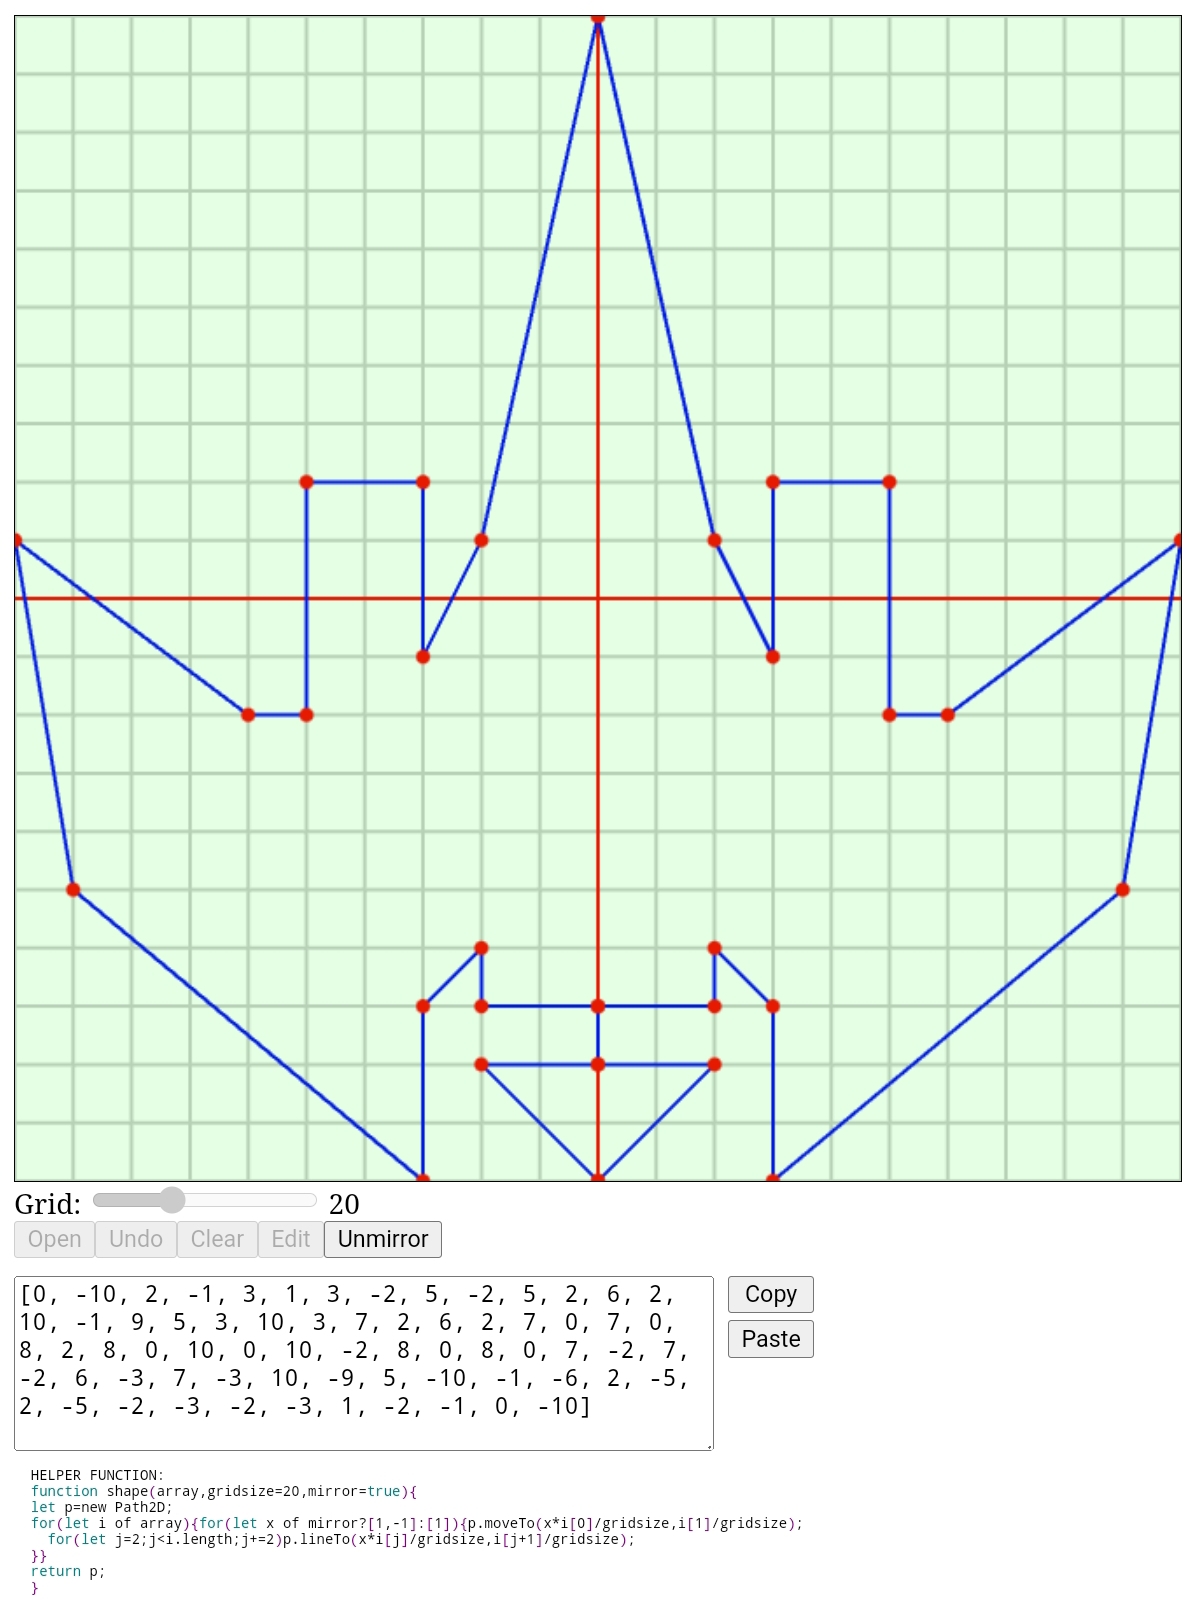 Grid: 20
Open Undo Clear Edit Unmirror
[0, -10, 2, -1, 3, 1, 3, -2, 5, -2, 5, 2, 6, 2,
10, -1, 9, 5, 3, 10, 3, 7, 2, 6, 2, 7, 0, 7, 0,
8, 2, 8, 0, 10, 0, 10, -2, 8, 0, 8, 0, 7, -2, 7,
-2, 6, -3, 7, -3, 10, -9, 5, -10, -1, -6, 2, -5,
2, -5, -2, -3, -2, -3, 1, -2, -1, 0, -10]
Copy
Paste
HELPER FUNCTION:
function shape(array,gridsize=20,mirror=true){
let p=new Path2D;
for(let i of array){for(let x of mirror?[1,-1]:[1]){p.moveTo(x*i[0]/gridsize,i[1]/gridsize);
for(let j=2;j<i.length;j+=2)p.lineTo(x*i[j]/gridsize,i[j+1]/gridsize);
}}
return p;
}